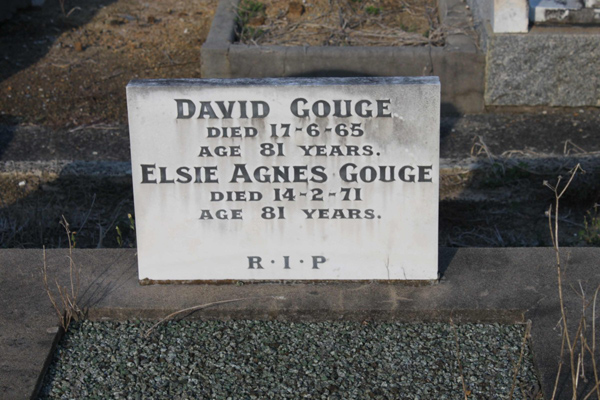 DAVID GOUGE
DIED 17-6-65
AGE 81 YEARS.
ELSIE AGNES GOUGE
DIED 14-2-71
AGE 81 YEARS.
R·I·P